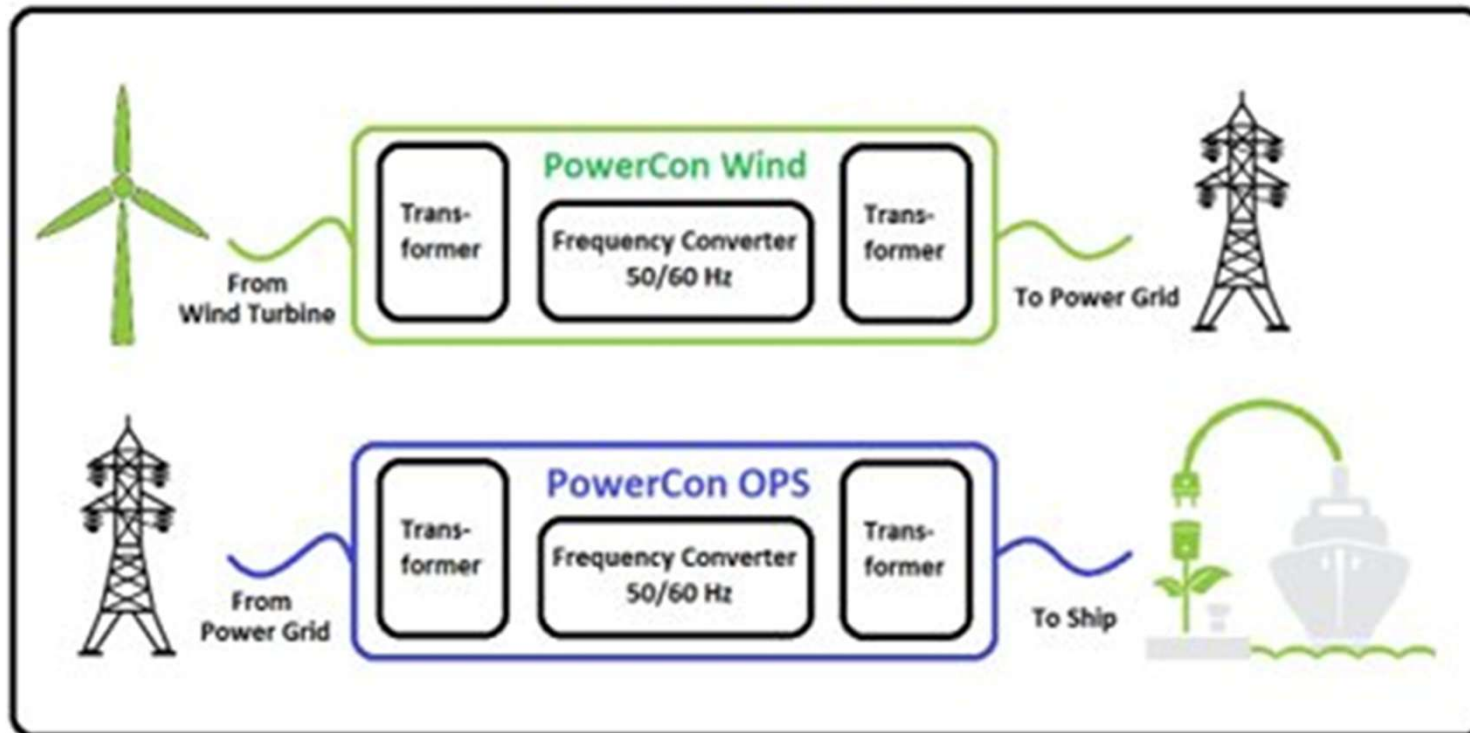 PowerCon Wind
Trans-
former
Frequency Converter
50/60 Hz
Trans-
former
From
Wind Turbine
To Power Grid
PowerCon OPS
Trans-
former
Frequency Converter
50/60 Hz
Trans-
former
From
Power Grid
To Ship